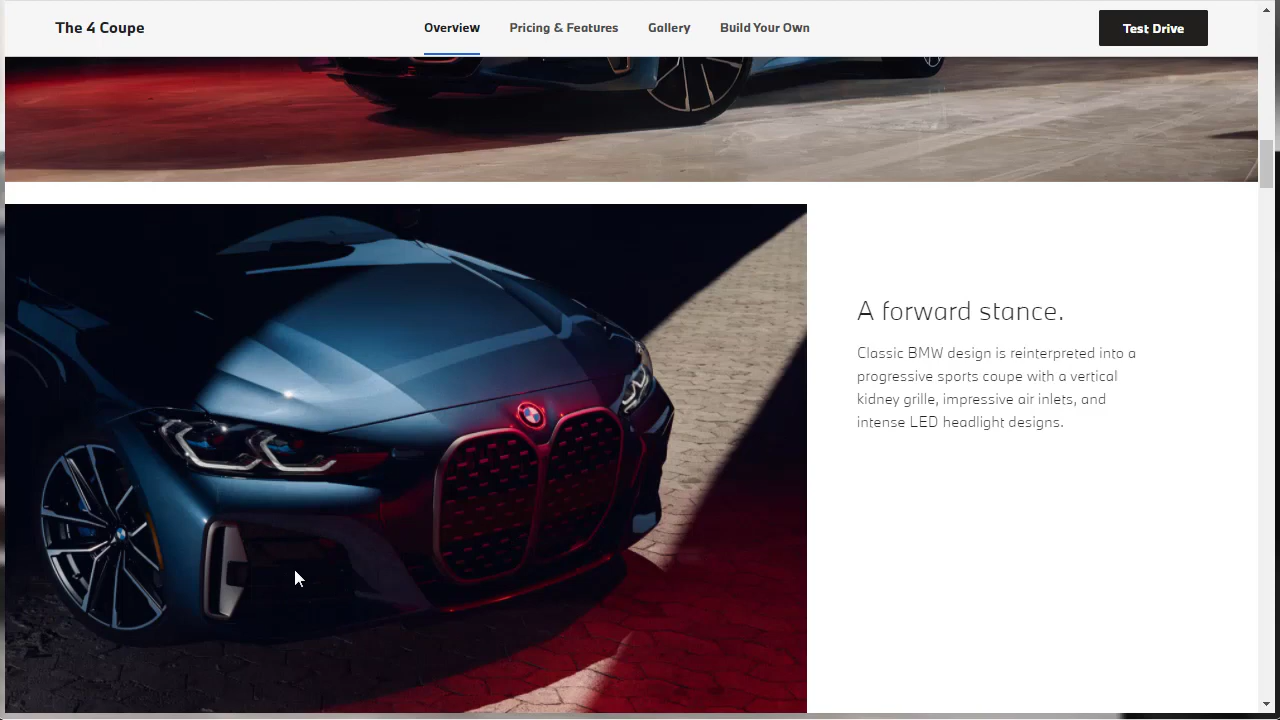 The 4 Coupe
Overview
Pricing & Features
Gallery
Build Your Own
Test Drive
A forward stance.
Classic BMW design is reinterpreted into a
progressive sports coupe with a vertical
kidney grille, impressive air inlets, and
intense LED headlight designs.